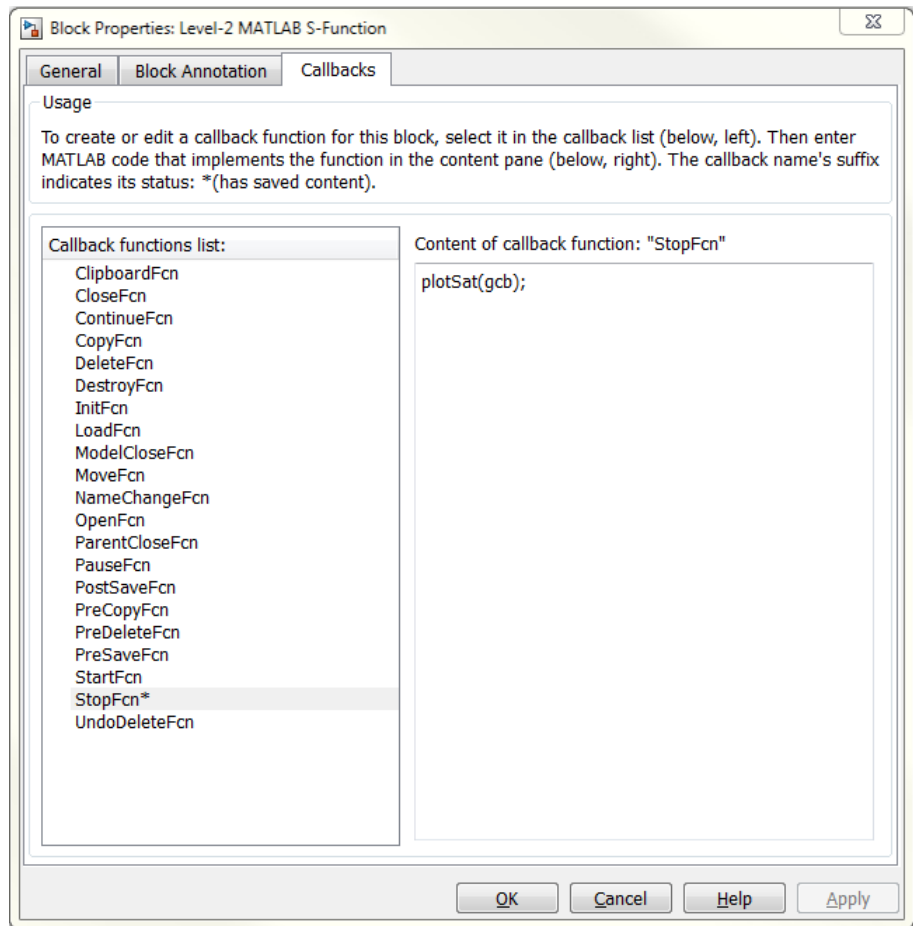 Block Properties: Level-2 MATLAB S-Function
General Block Annotation Callbacks
Usage
To create or edit a callback function for this block, select it in the callback list (below, left). Then enter
MATLAB code that implements the function in the content pane (below, right). The callback name's suffix
indicates its status: *(has saved content).
Callback functions list:
ClipboardFcn
CloseFcn
ContinueFcn
CopyFcn
DeleteFcn
DestroyFcn
InitFcn
LoadFcn
ModelCloseFcn
MoveFcn
NameChangeFcn
OpenFcn
ParentCloseFcn
PauseFcn
PostSaveFcn
PreCopyFcn
PreDeleteFcn
PreSaveFcn
StartFcn
StopFcn*
UndoDeleteFcn
Content of callback function: "StopFcn"
plotSat(gcb);
OK Cancel Help Apply